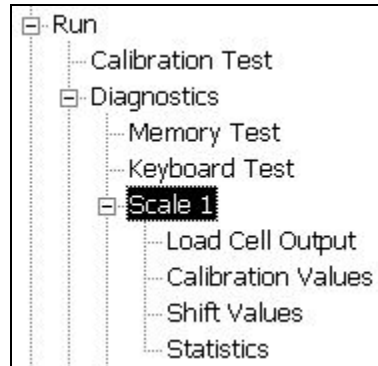 Run
Calibration Test
Diagnostics
Memory Test
Keyboard Test
Scale 1
Load Cell Output
Calibration Values
Shift Values
Statistics